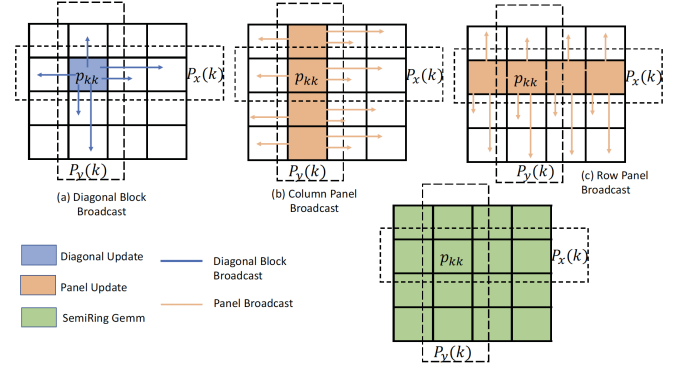 p_kk
P_x(k)
P_y(k)
(a) Diagonal Block
Broadcast
p_kk
P_x(k)
P_y(k)
(b) Column Panel
Broadcast
p_kk
P_x(k)
P_y(k)
(c) Row Panel
Broadcast
Diagonal Update
Panel Update
SemiRing Gemm
Diagonal Block
Broadcast
Panel Broadcast
p_kk
P_x(k)
P_y(k)